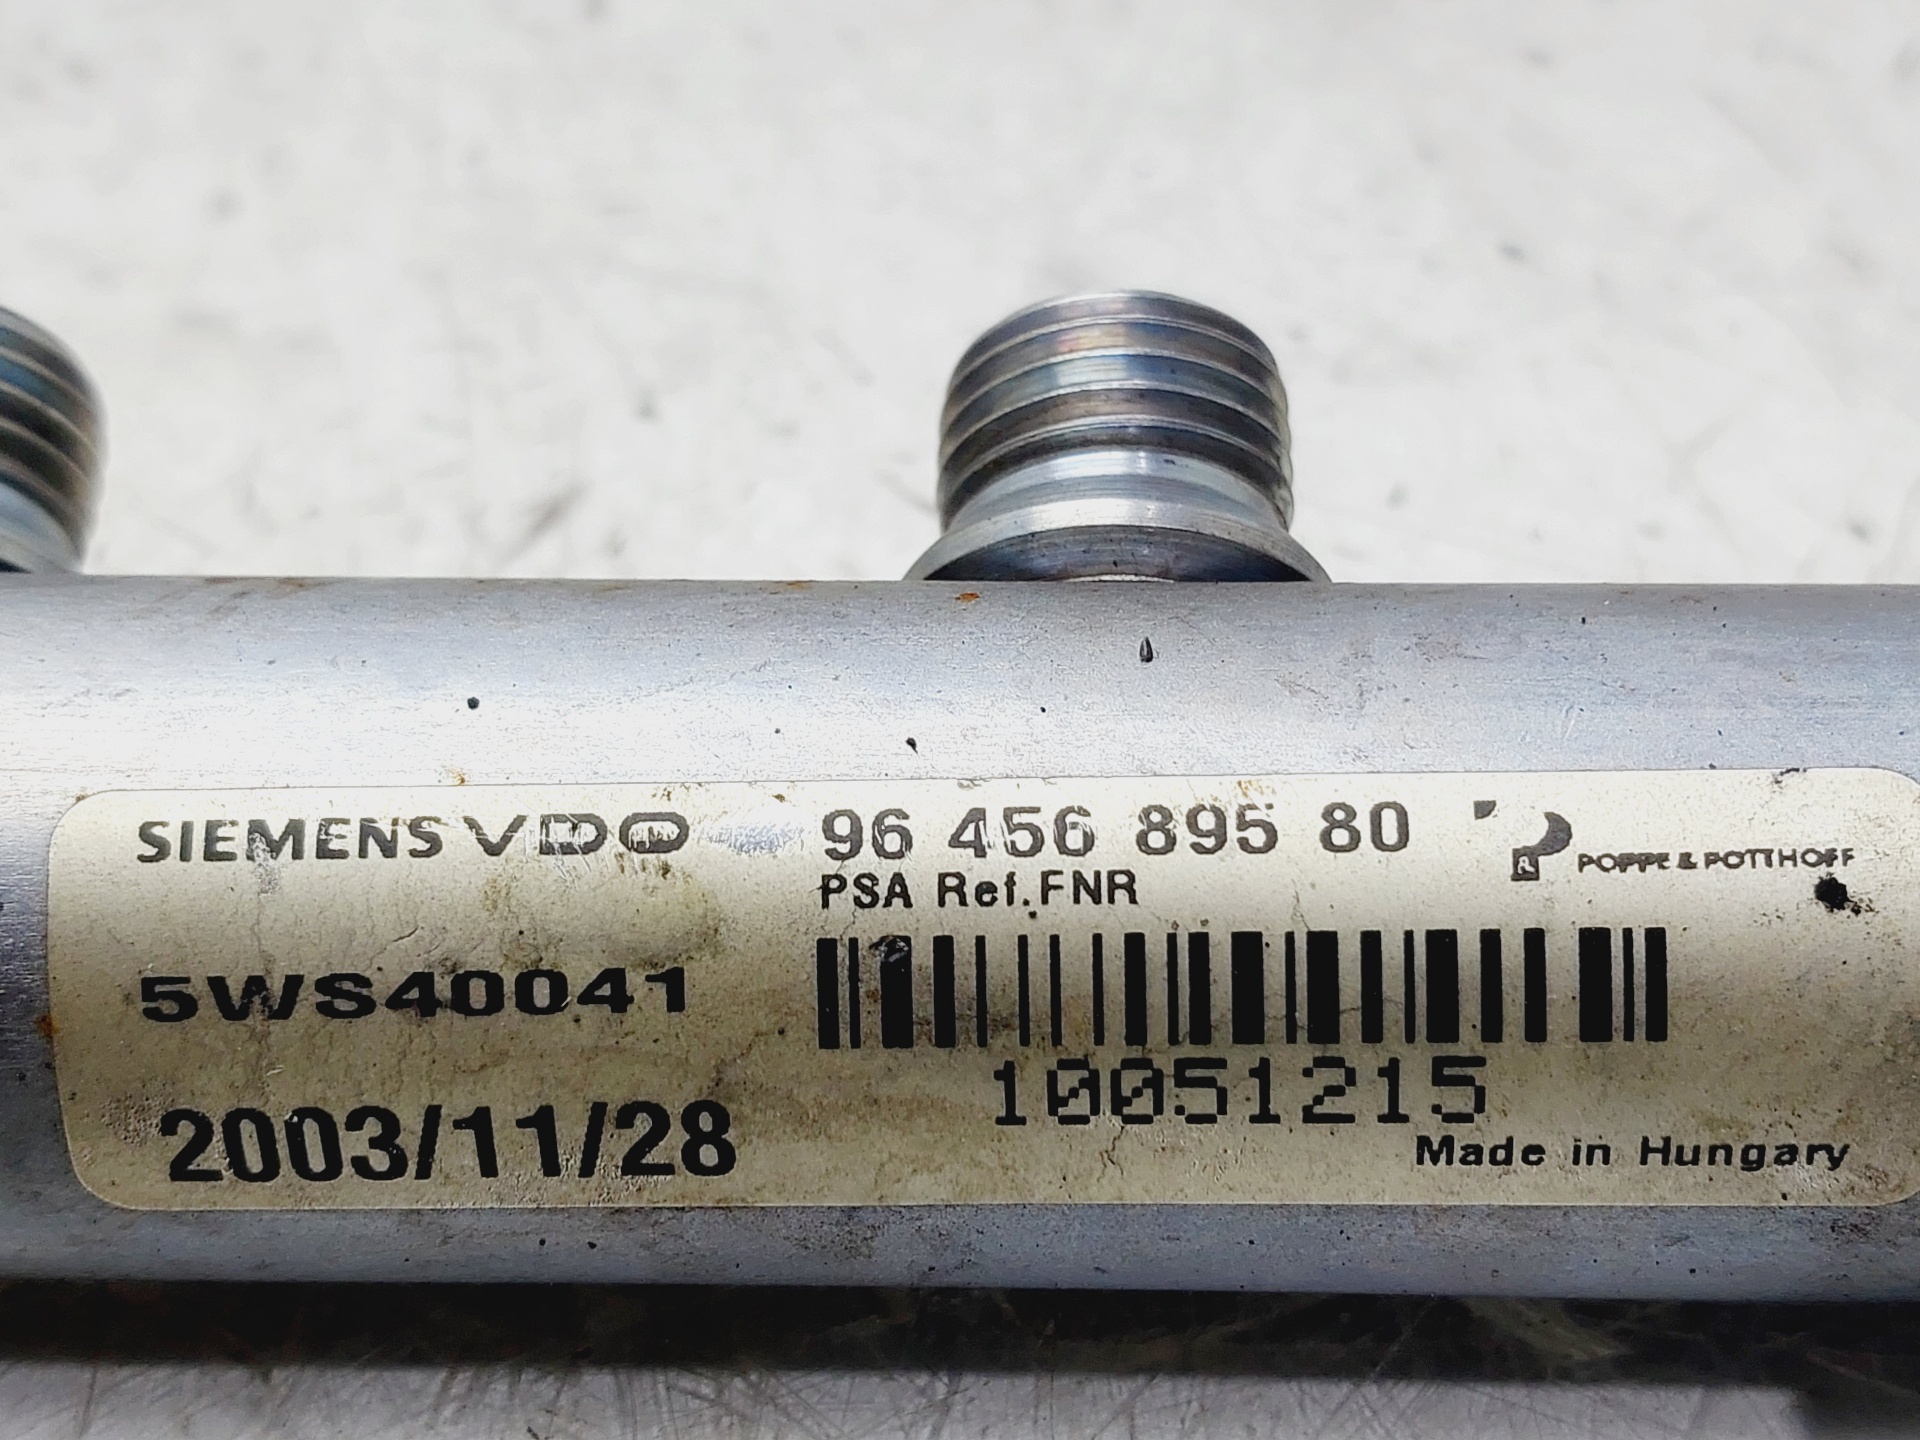 SIEMENS VDO 96 456 895 80 POPPE & POTTHOFF
PSA Ref.FNR
5WS40041
10051215
2003/11/28
Made in Hungary